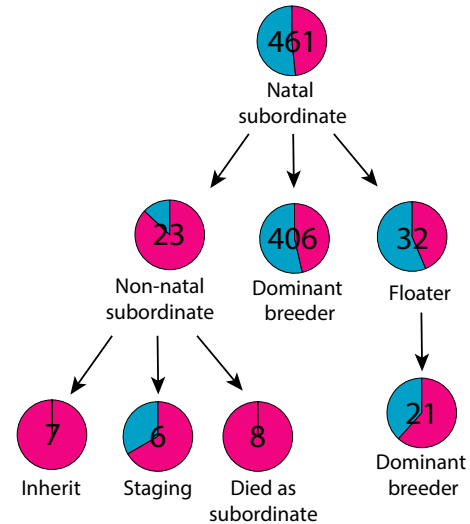 461
Natal
subordinate
23
406
32
Non-natal
subordinate
Dominant
breeder
Floater
7
6
8
21
Inherit
Staging
Died as
subordinate
Dominant
breeder